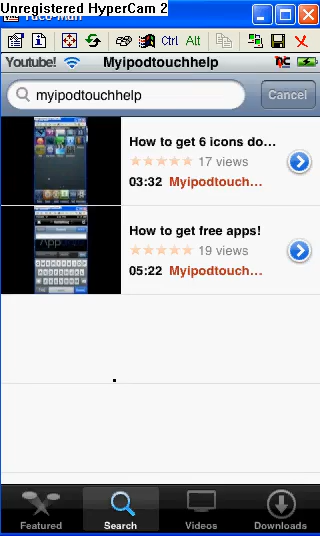 Unregistered HyperCam 2
Ctrl Alt
Youtube! Myipodtouchhelp
myipodtouchhelp Cancel
How to get 6 icons do...
17 views
03:32 Myipodtouch...
How to get free apps!
19 views
05:22 Myipodtouch...
Featured Search Videos Downloads